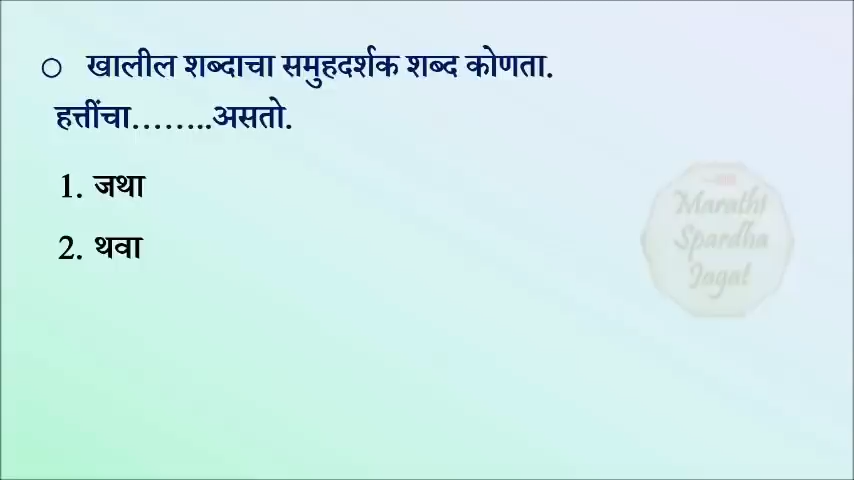 ○ खालील शब्दाचा समुहदर्शक शब्द कोणता.
हत्तींचा........असतो.
1. जथा
2. थवा
Marathi
Spardha
Jagat